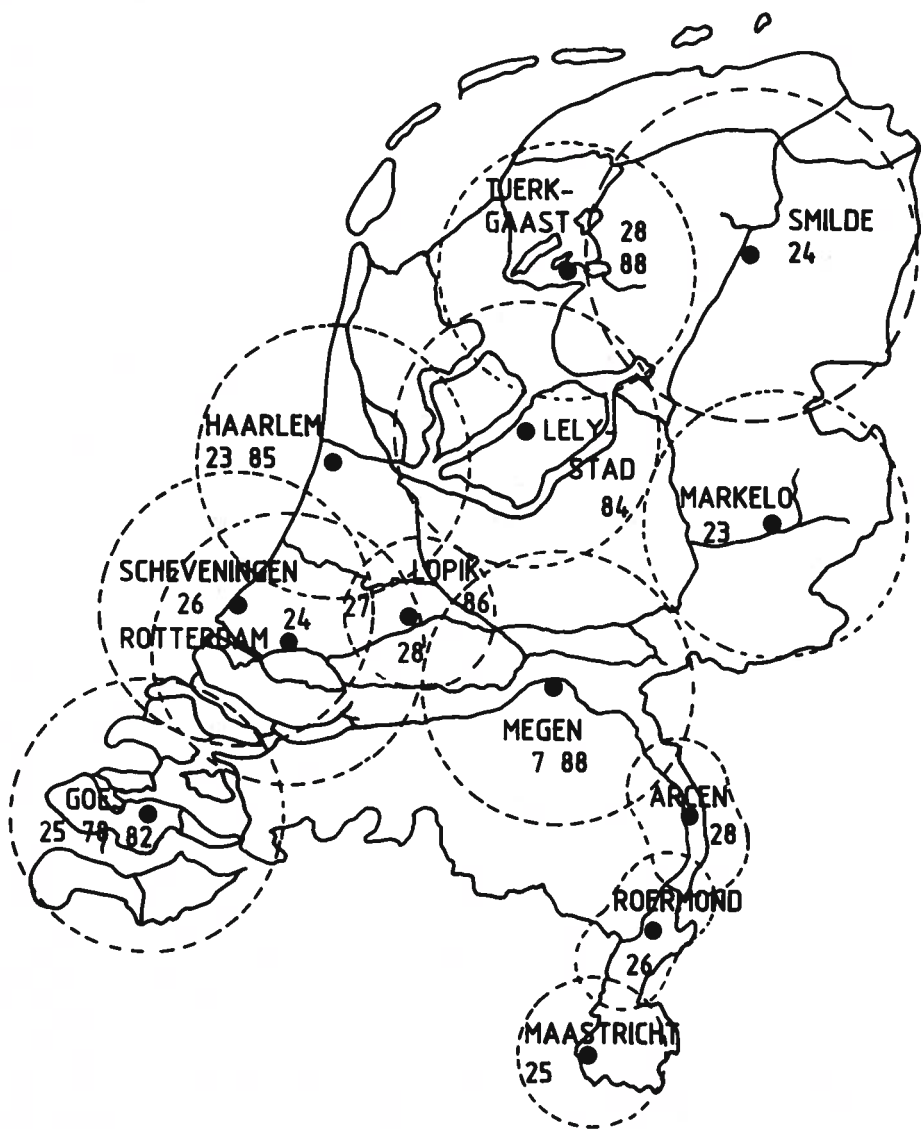 TJERK-
GAAST
28
88
SMILDE
24
HAARLEM
23 85
LELY-
STAD
84
MARKELO
23
SCHEVENINGEN
26
24
ROTTERDAM
LOPIK
27
86
28
MEGEN
7 88
GOES
25 78 82
ARCEN
28
ROERMOND
26
MAASTRICHT
25